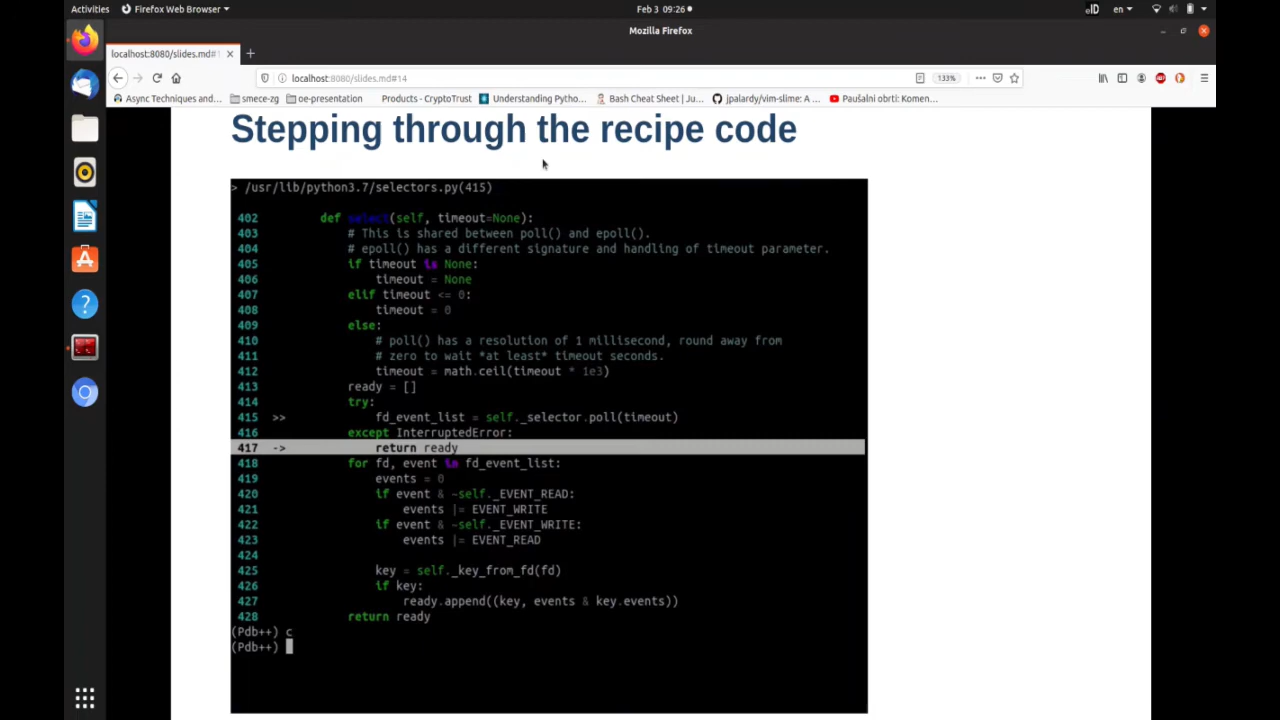 Activities
Firefox Web Browser
Feb 3 09:26
en
Mozilla Firefox
localhost:8080/slides.md#1
localhost:8080/slides.md#14
133%
Async Techniques and…
smece-zg
oe-presentation
Products - CryptoTrust
Understanding Pytho…
Bash Cheat Sheet | Ju…
jpalardy/vim-slime: A …
Paušalni obrti: Komen…
Stepping through the recipe code
> /usr/lib/python3.7/selectors.py(415)
402 def select(self, timeout=None):
403 # This is shared between poll() and epoll().
404 # epoll() has a different signature and handling of timeout parameter.
405 if timeout is None:
406 timeout = None
407 elif timeout <= 0:
408 timeout = 0
409 else:
410 # poll() has a resolution of 1 millisecond, round away from
411 # zero to wait *at least* timeout seconds.
412 timeout = math.ceil(timeout * 1e3)
413 ready = []
414 try:
415 >> fd_event_list = self._selector.poll(timeout)
416 except InterruptedError:
417 -> return ready
418 for fd, event in fd_event_list:
419 events = 0
420 if event & ~self._EVENT_READ:
421 events |= EVENT_WRITE
422 if event & ~self._EVENT_WRITE:
423 events |= EVENT_READ
424
425 key = self._key_from_fd(fd)
426 if key:
427 ready.append((key, events & key.events))
428 return ready
(Pdb++) c
(Pdb++)